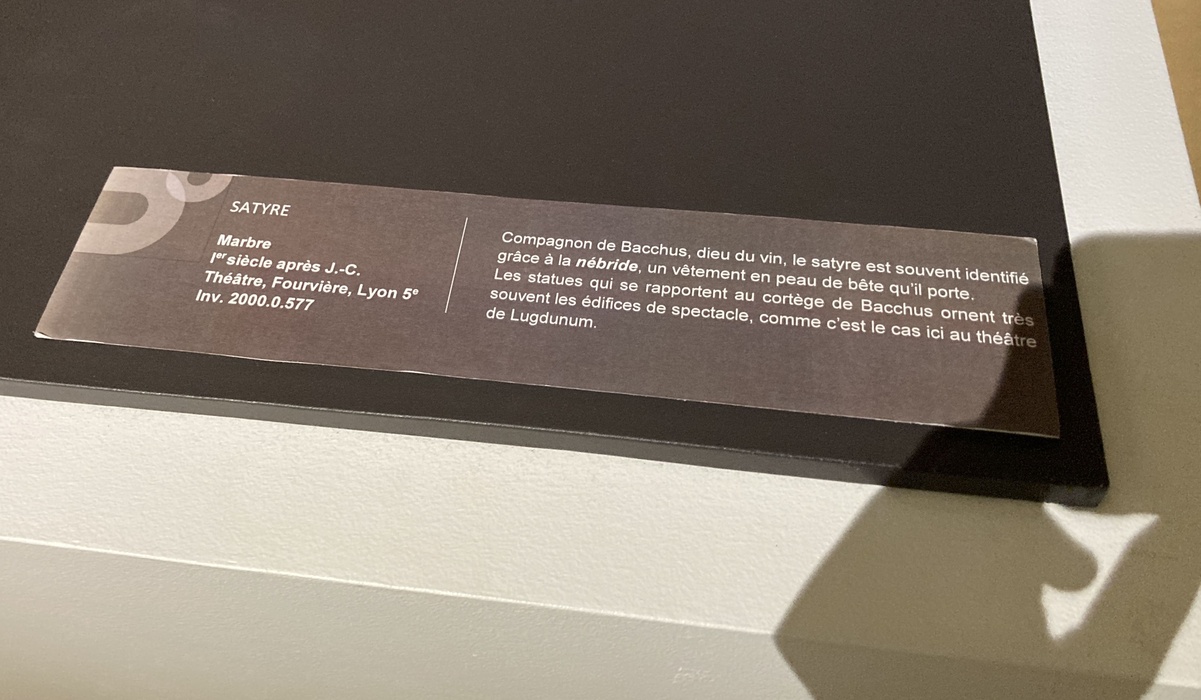 SATYRE
Marbre
Iᵉʳ siècle après J.-C.
Théâtre, Fourvière, Lyon 5ᵉ
Inv. 2000.0.577
Compagnon de Bacchus, dieu du vin, le satyre est souvent identifié
grâce à la nébride, un vêtement en peau de bête qu'il porte.
Les statues qui se rapportent au cortège de Bacchus ornent très
souvent les édifices de spectacle, comme c'est le cas ici au théâtre
de Lugdunum.